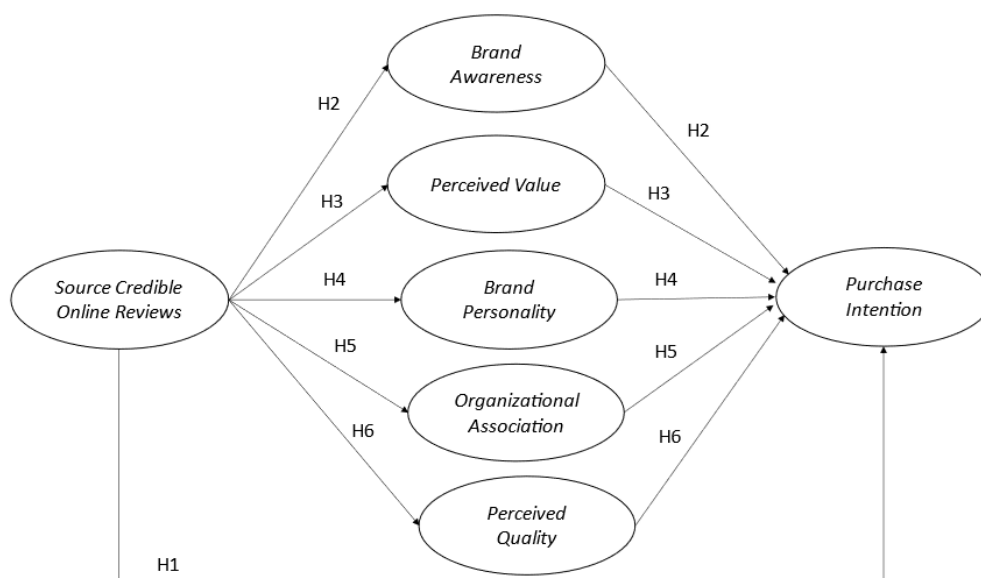 Brand
Awareness
H2
H2
Perceived Value
H3
H3
Source Credible
Online Reviews
H4
Brand
Personality
H4
Purchase
Intention
H5
Organizational
Association
H5
H6
H6
Perceived
Quality
H1